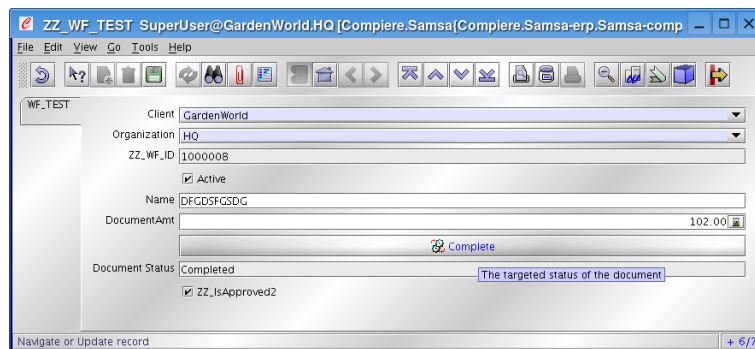 ZZ_WF_TEST SuperUser@GardenWorld.HQ [Compiere.Samsa{Compiere.Samsa-erp.Samsa-comp
File Edit View Go Tools Help
WF_TEST
Client GardenWorld
Organization HQ
ZZ_WF_ID 1000008
Active
Name DFGDSFGSDG
DocumentAmt 102.00
Complete
Document Status Completed
The targeted status of the document
ZZ_IsApproved2
Navigate or Update record + 6/7